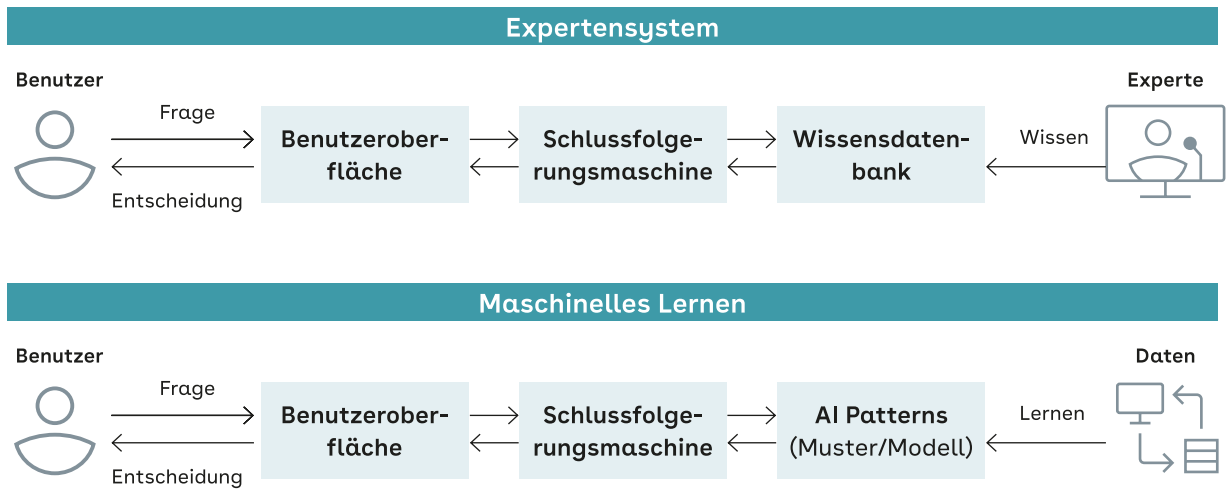 Expertensystem
Benutzer
Experte
Frage
Benutzerober-
fläche
Schlussfolge-
rungsmaschine
Wissensdaten-
bank
Wissen
Entscheidung
Maschinelles Lernen
Benutzer
Daten
Frage
Benutzerober-
fläche
Schlussfolge-
rungsmaschine
AI Patterns
(Muster/Modell)
Lernen
Entscheidung